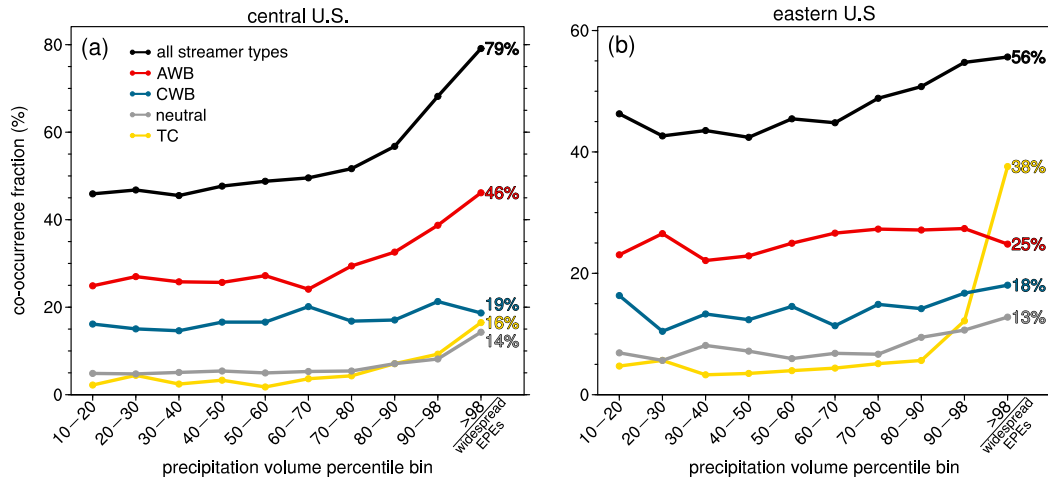 central U.S.
(a)
all streamer types
AWB
CWB
neutral
TC
co-occurrence fraction (%)
80
60
40
20
0
79%
46%
19%
16%
14%
10−20
20−30
30−40
40−50
50−60
60−70
70−80
80−90
90−98
>98
widespread
EPEs
precipitation volume percentile bin
eastern U.S
(b)
60
40
20
0
56%
38%
25%
18%
13%
10−20
20−30
30−40
40−50
50−60
60−70
70−80
80−90
90−98
>98
widespread
EPEs
precipitation volume percentile bin